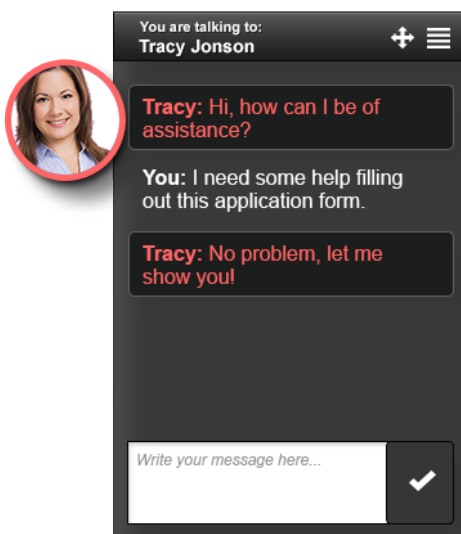 You are talking to:
Tracy Jonson
Tracy: Hi, how can I be of
assistance?
You: I need some help filling
out this application form.
Tracy: No problem, let me
show you!
Write your message here...